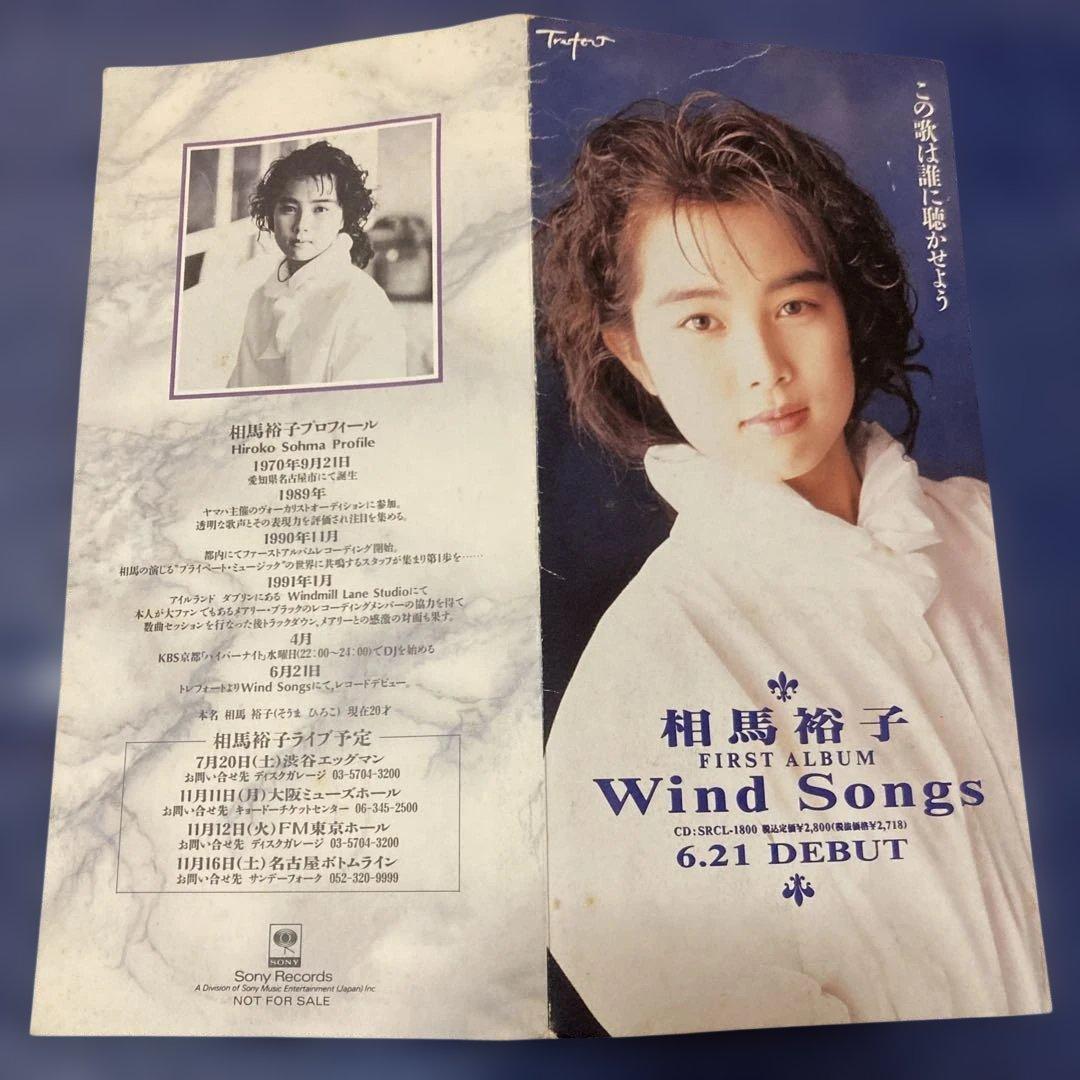 相馬裕子プロフィール
Hiroko Sohma Profile
1970年9月21日
愛知県名古屋市にて誕生
1989年
ヤマハ主催のヴォーカリストオーディションに参加。
透明な歌声とその表現力を評価され注目を集める。
1990年11月
都内にてファーストアルバムレコーディング開始。
相馬の演じる"プライベート・ミュージック"の世界に共鳴するスタッフが集まり第1歩を……
1991年1月
アイルランド ダブリンにある Windmill Lane Studioにて
本人が大ファンでもあるメアリー・ブラックのレコーディングメンバーの協力を得て
数曲セッションを行なった後トラックダウン、メアリーとの感激の対面も果す。
4月
KBS京都「ハイパーナイト」水曜日(22:00〜24:00)でDJを始める
6月21日
トレフォートよりWind Songsにて、レコードデビュー。
本名 相馬 裕子(そうま ひろこ) 現在20才
相馬裕子ライブ予定
7月20日(土)渋谷エッグマン
お問い合せ先 ディスクガレージ 03-5704-3200
11月11日(月)大阪ミューズホール
お問い合せ先 キョードーチケットセンター 06-345-2500
11月12日(火)FM東京ホール
お問い合せ先 ディスクガレージ 03-5704-3200
11月16日(土)名古屋ボトムライン
お問い合せ先 サンデーフォーク 052-320-9999
SONY
Sony Records
A Division of Sony Music Entertainment (Japan) Inc
NOT FOR SALE
この歌は誰に聴かせよう
相馬裕子
FIRST ALBUM
Wind Songs
CD:SRCL-1800 税込定価¥2,800(税抜価格¥2,718)
6.21 DEBUT